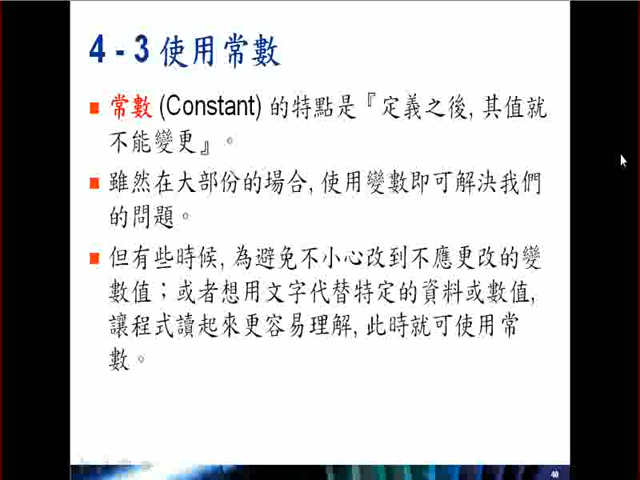 4 - 3 使用常數
常數 (Constant) 的特點是『定義之後, 其值就
不能變更』。
雖然在大部份的場合, 使用變數即可解決我們
的問題。
但有些時候, 為避免不小心改到不應更改的變
數值；或者想用文字代替特定的資料或數值,
讓程式讀起來更容易理解, 此時就可使用常
數。
40